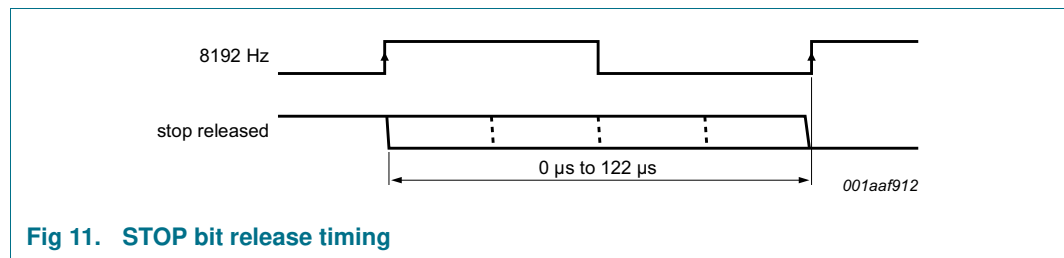 8192 Hz
stop released
0 μs to 122 μs
001aaf912
Fig 11. STOP bit release timing